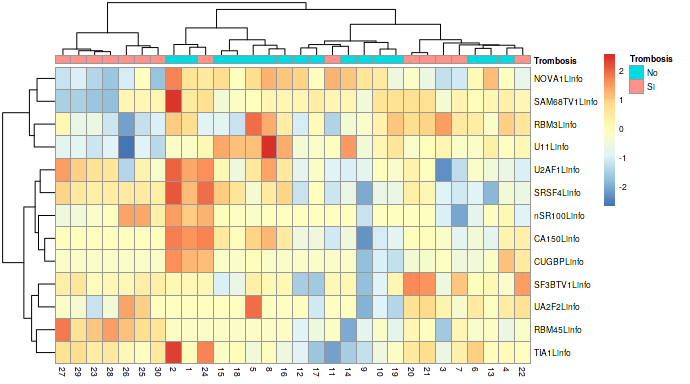 Trombosis
NOVA1Linfo
SAM68TV1Linfo
RBM3Linfo
U11Linfo
U2AF1Linfo
SRSF4Linfo
nSR100Linfo
CA150Linfo
CUGBPLinfo
SF3BTV1Linfo
UA2F2Linfo
RBM45Linfo
TIA1Linfo
27 29 23 28 26 25 30 2 1 24 15 18 5 8 16 12 17 11 14 9 10 19 20 21 3 7 6 13 4 22
2
1
0
-1
-2
Trombosis
No
Si